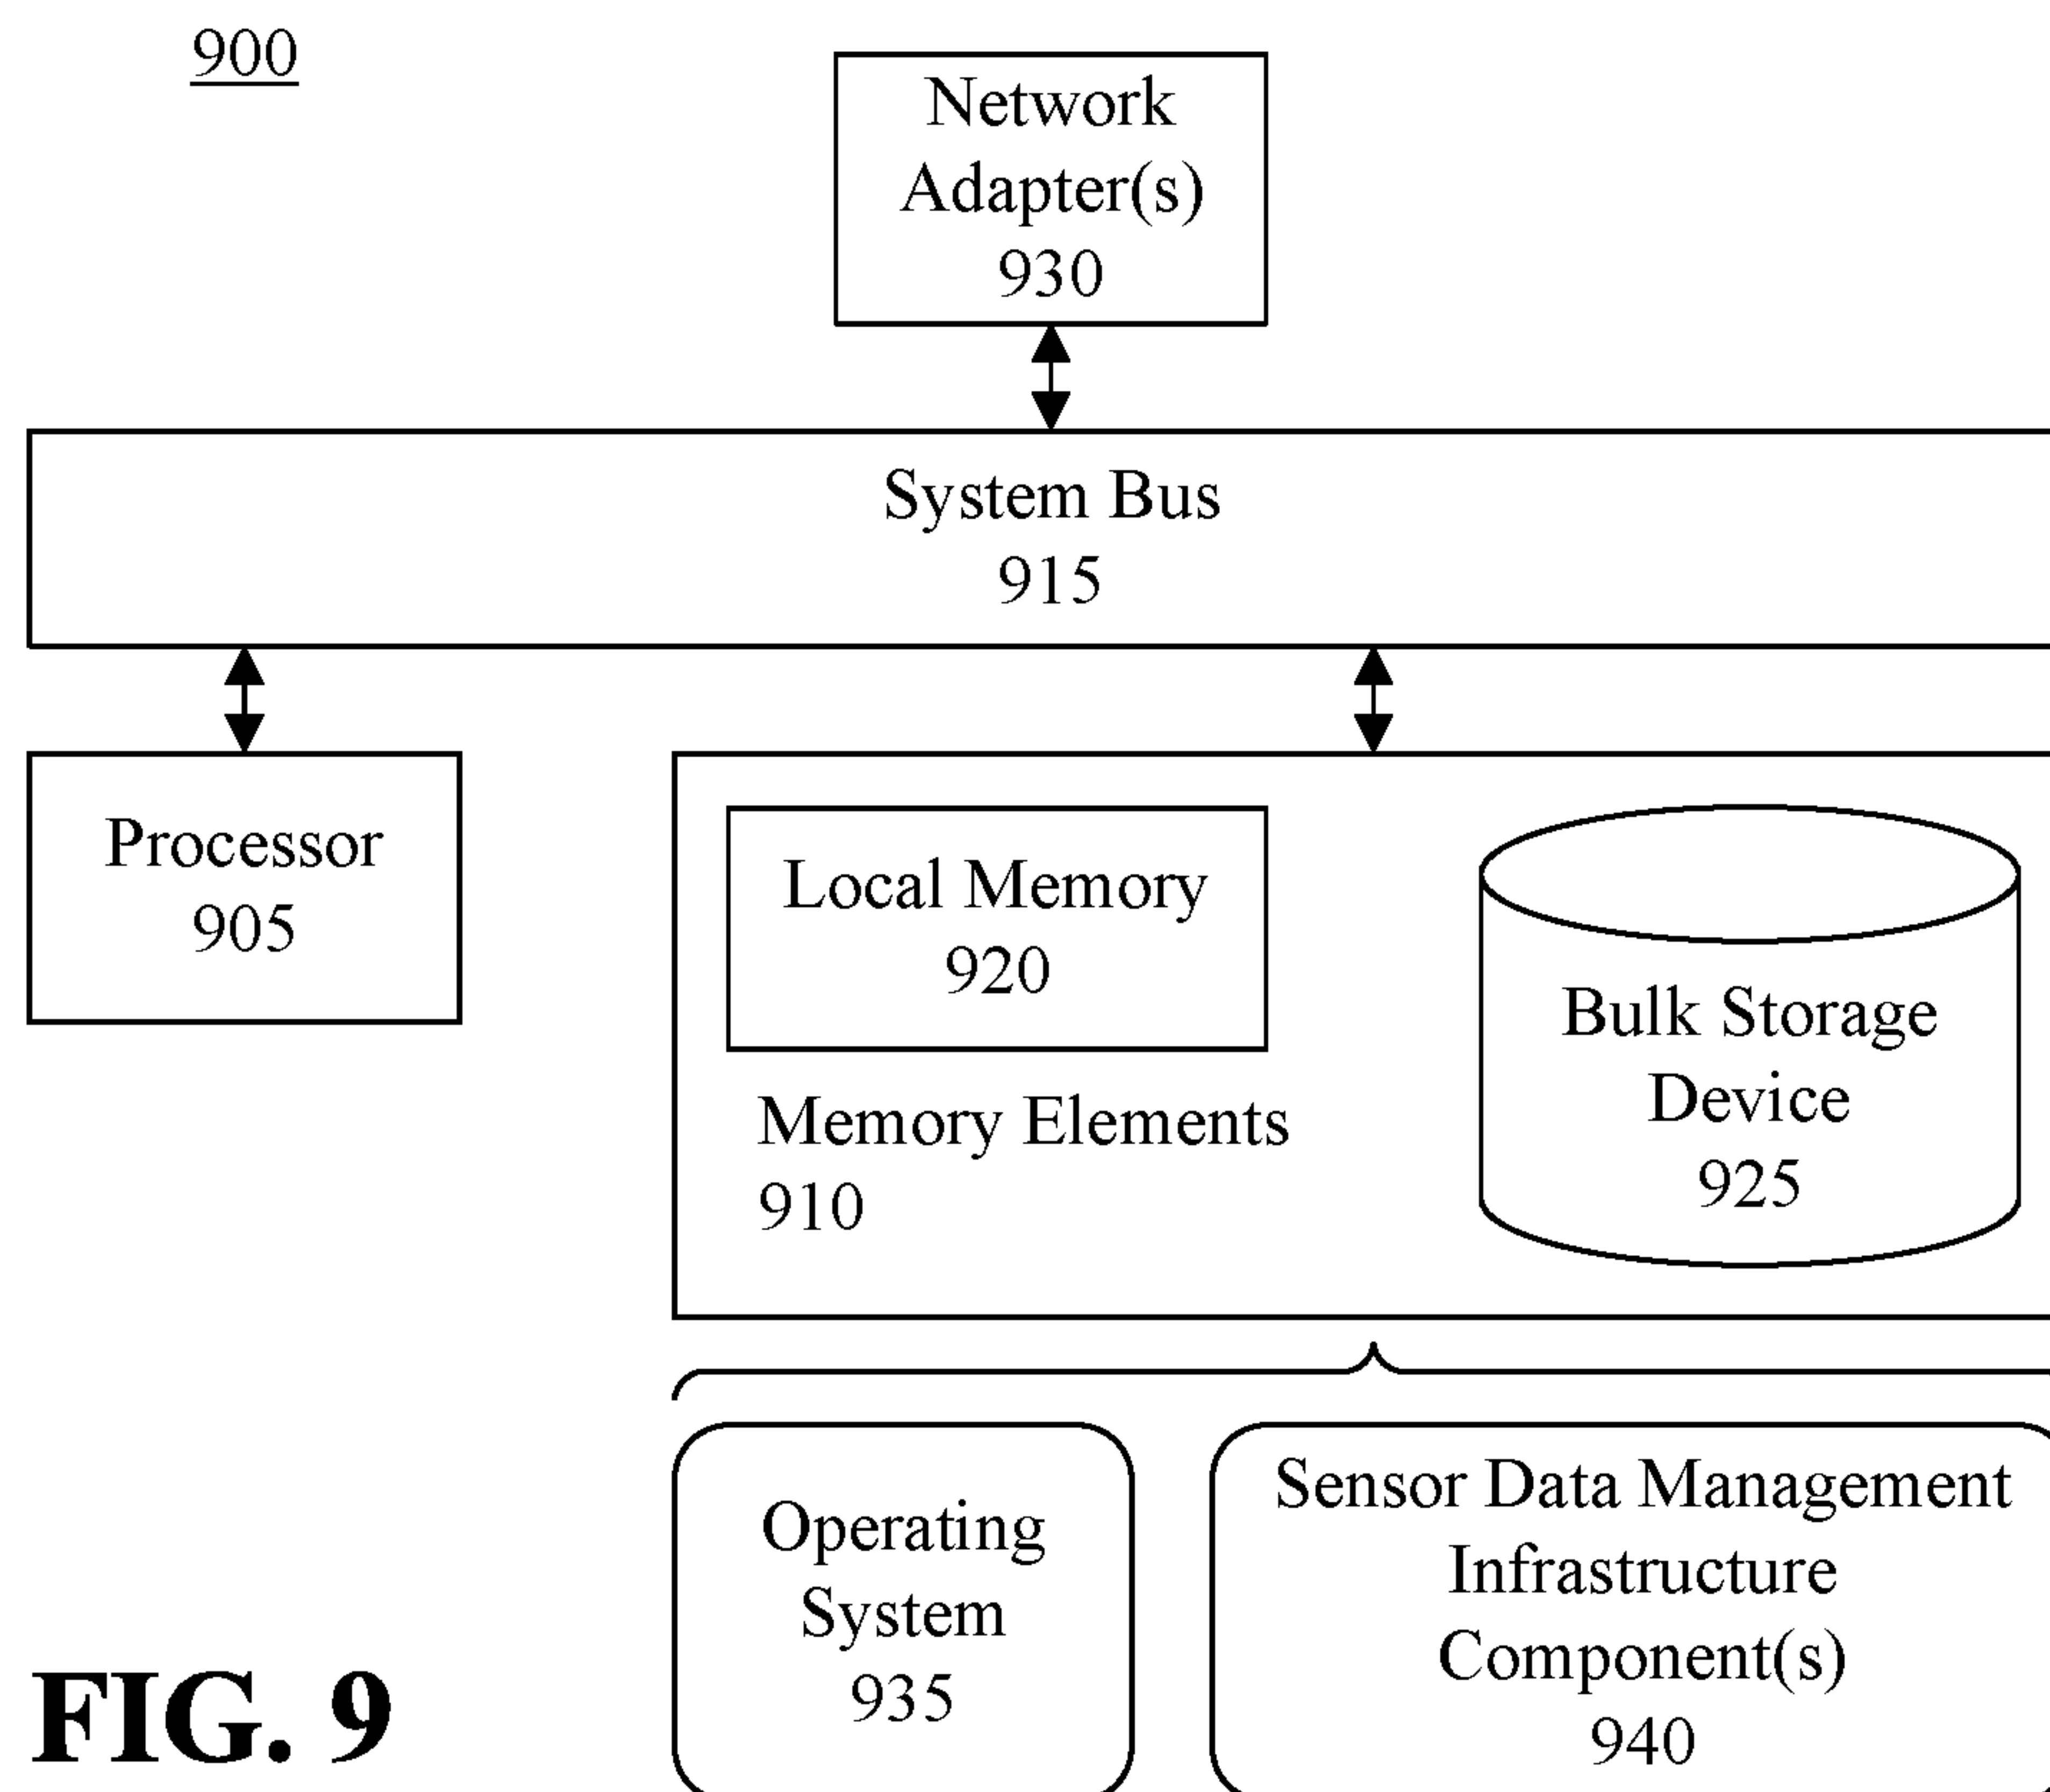 900
Network
Adapter(s)
930
System Bus
915
Processor
905
Local Memory
920
Memory Elements
910
Bulk Storage
Device
925
Operating
System
935
Sensor Data Management
Infrastructure
Component(s)
940
FIG. 9